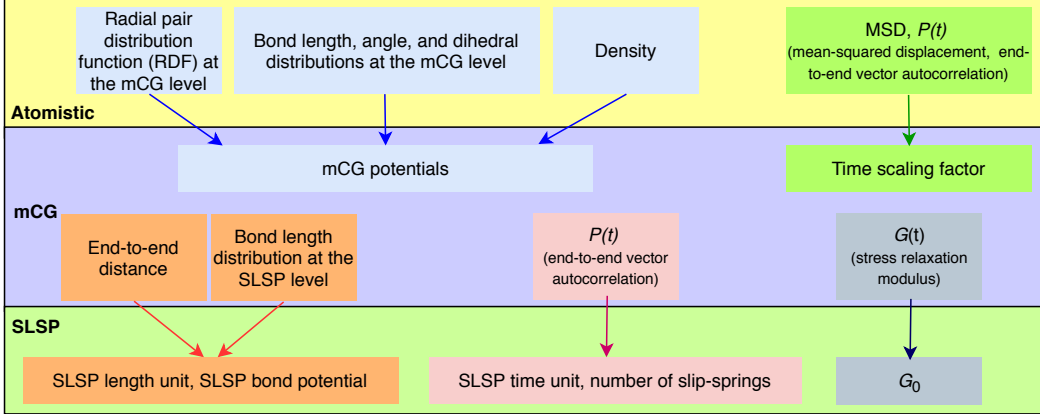 Radial pair
distribution
function (RDF) at
the mCG level
Bond length, angle, and dihedral
distributions at the mCG level
Density
MSD, P(t)
(mean-squared displacement, end-
to-end vector autocorrelation)
Atomistic
mCG potentials
Time scaling factor
mCG
End-to-end
distance
Bond length
distribution at the
SLSP level
P(t)
(end-to-end vector
autocorrelation)
G(t)
(stress relaxation
modulus)
SLSP
SLSP length unit, SLSP bond potential
SLSP time unit, number of slip-springs
G₀